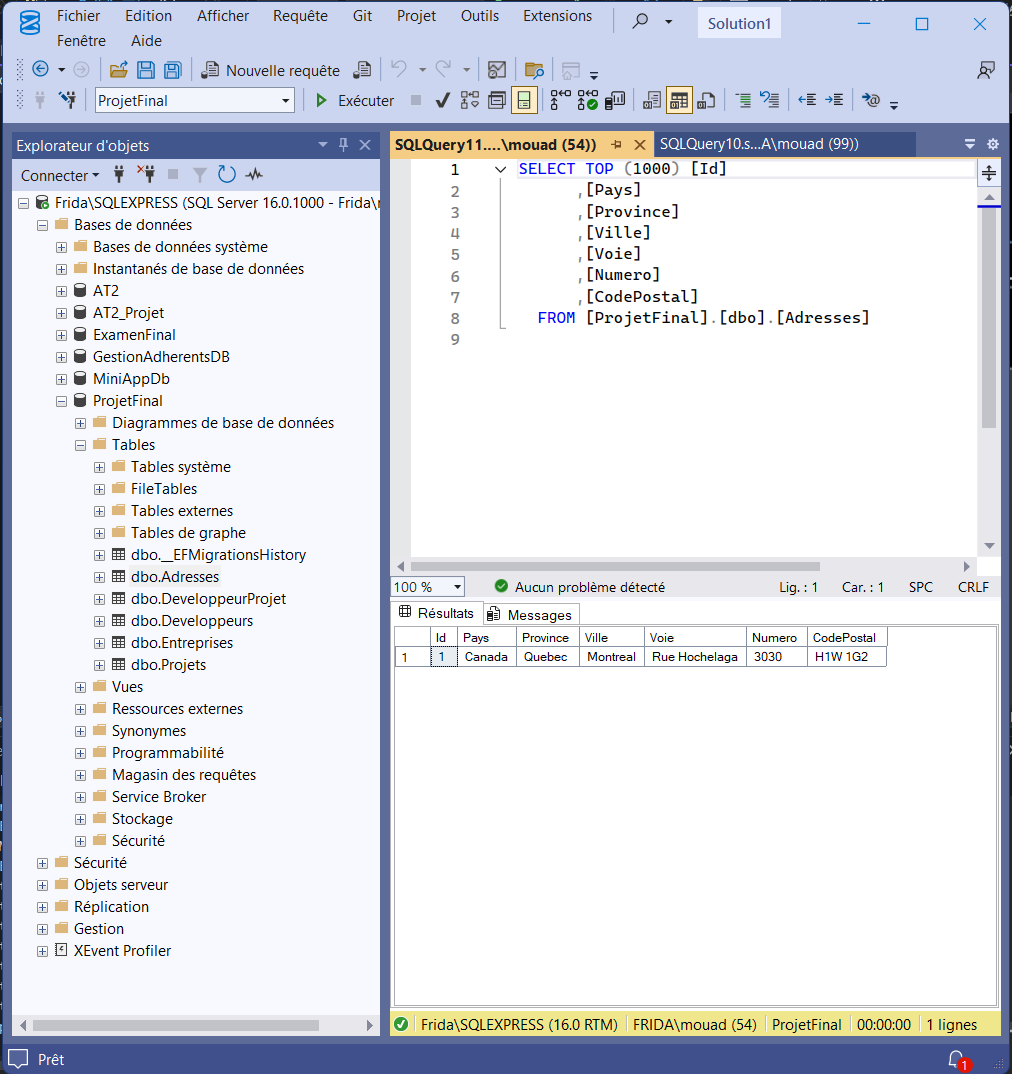 Fichier Edition Afficher Requête Git Projet Outils Extensions Solution1
Fenêtre Aide
Nouvelle requête
ProjetFinal Exécuter
Explorateur d'objets
Connecter
Frida\SQLEXPRESS (SQL Server 16.0.1000 - Frida\
Bases de données
Bases de données système
Instantanés de base de données
AT2
AT2_Projet
ExamenFinal
GestionAdherentsDB
MiniAppDb
ProjetFinal
Diagrammes de base de données
Tables
Tables système
FileTables
Tables externes
Tables de graphe
dbo.__EFMigrationsHistory
dbo.Adresses
dbo.DeveloppeurProjet
dbo.Developpeurs
dbo.Entreprises
dbo.Projets
Vues
Ressources externes
Synonymes
Programmabilité
Magasin des requêtes
Service Broker
Stockage
Sécurité
Sécurité
Objets serveur
Réplication
Gestion
XEvent Profiler
SQLQuery11....\mouad (54)) SQLQuery10.s...A\mouad (99))
1 SELECT TOP (1000) [Id]
2 ,[Pays]
3 ,[Province]
4 ,[Ville]
5 ,[Voie]
6 ,[Numero]
7 ,[CodePostal]
8 FROM [ProjetFinal].[dbo].[Adresses]
9
100 % Aucun problème détecté Lig. : 1 Car. : 1 SPC CRLF
Résultats Messages
Id Pays Province Ville Voie Numero CodePostal
1 1 Canada Quebec Montreal Rue Hochelaga 3030 H1W 1G2
Frida\SQLEXPRESS (16.0 RTM) FRIDA\mouad (54) ProjetFinal 00:00:00 1 lignes
Prêt 1